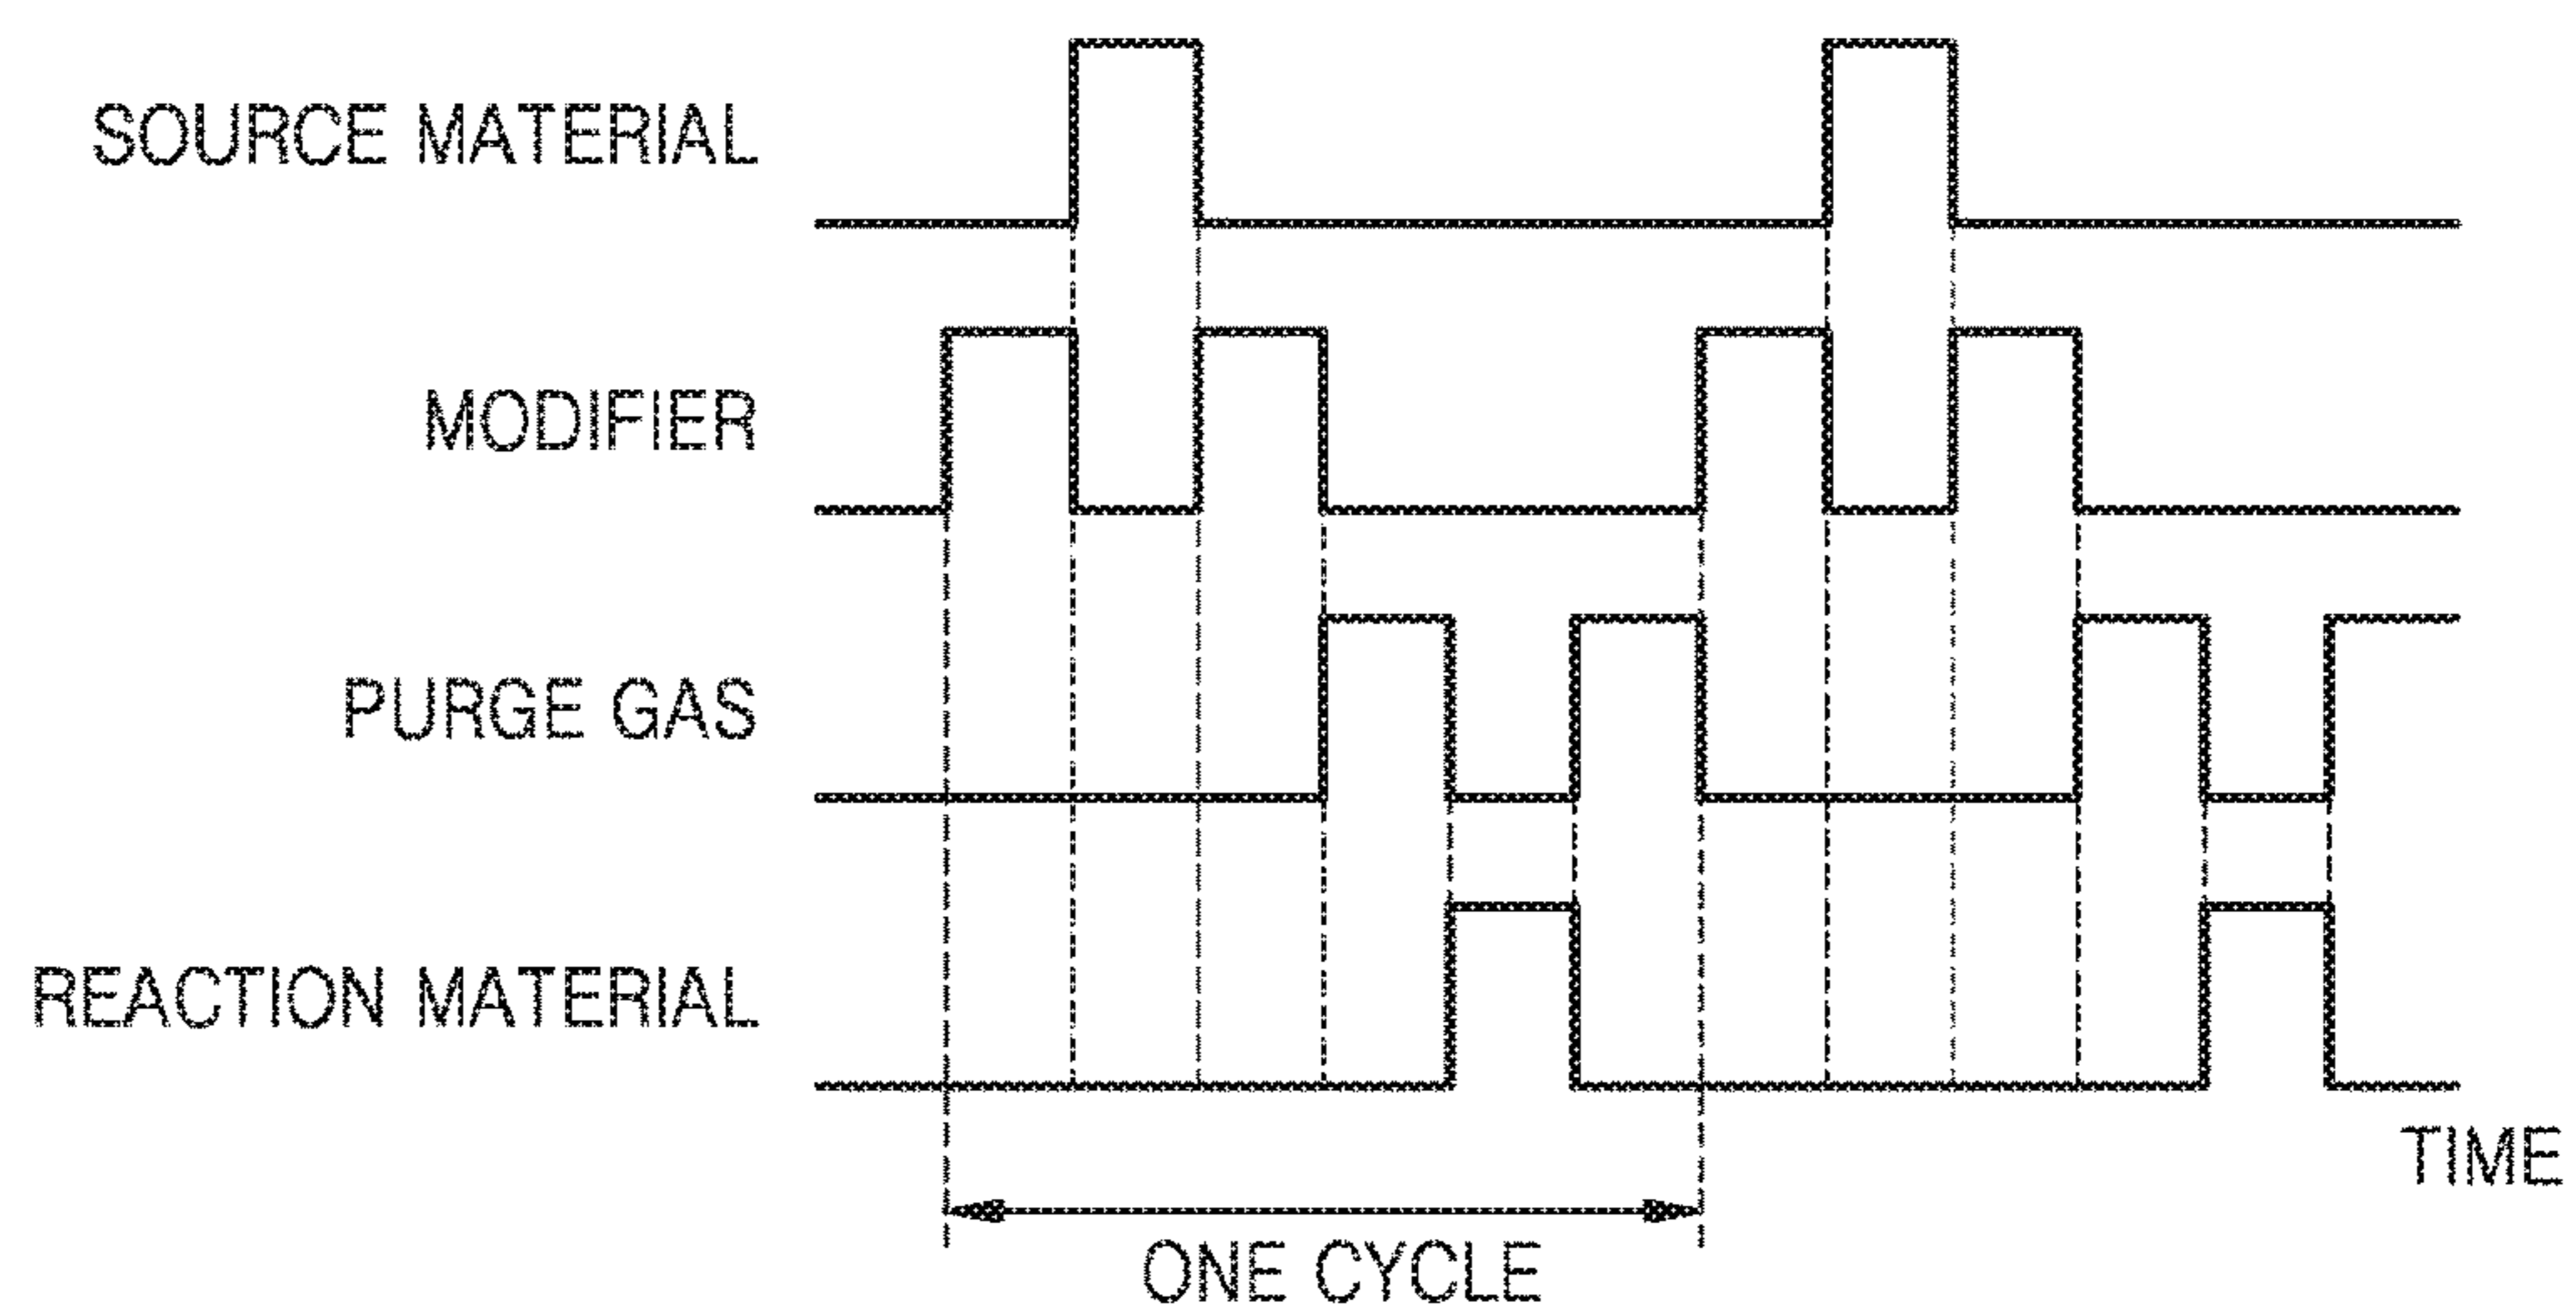 SOURCE MATERIAL
MODIFIER
PURGE GAS
REACTION MATERIAL
TIME
ONE CYCLE